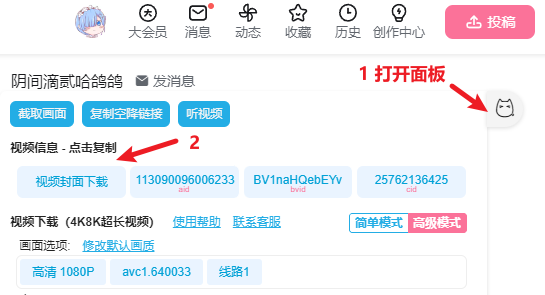 大会员 消息 动态 收藏 历史 创作中心 投稿
阴间滴贰哈鸽鸽 发消息
1 打开面板
截取画面 复制空降链接 听视频
视频信息 - 点击复制
2
视频封面下载 113090096006233 BV1naHQebEYv 25762136425
aid bvid cid
视频下载（4K8K超长视频） 使用帮助 联系客服 简单模式 高级模式
画面选项: 修改默认画质
高清 1080P avc1.640033 线路1